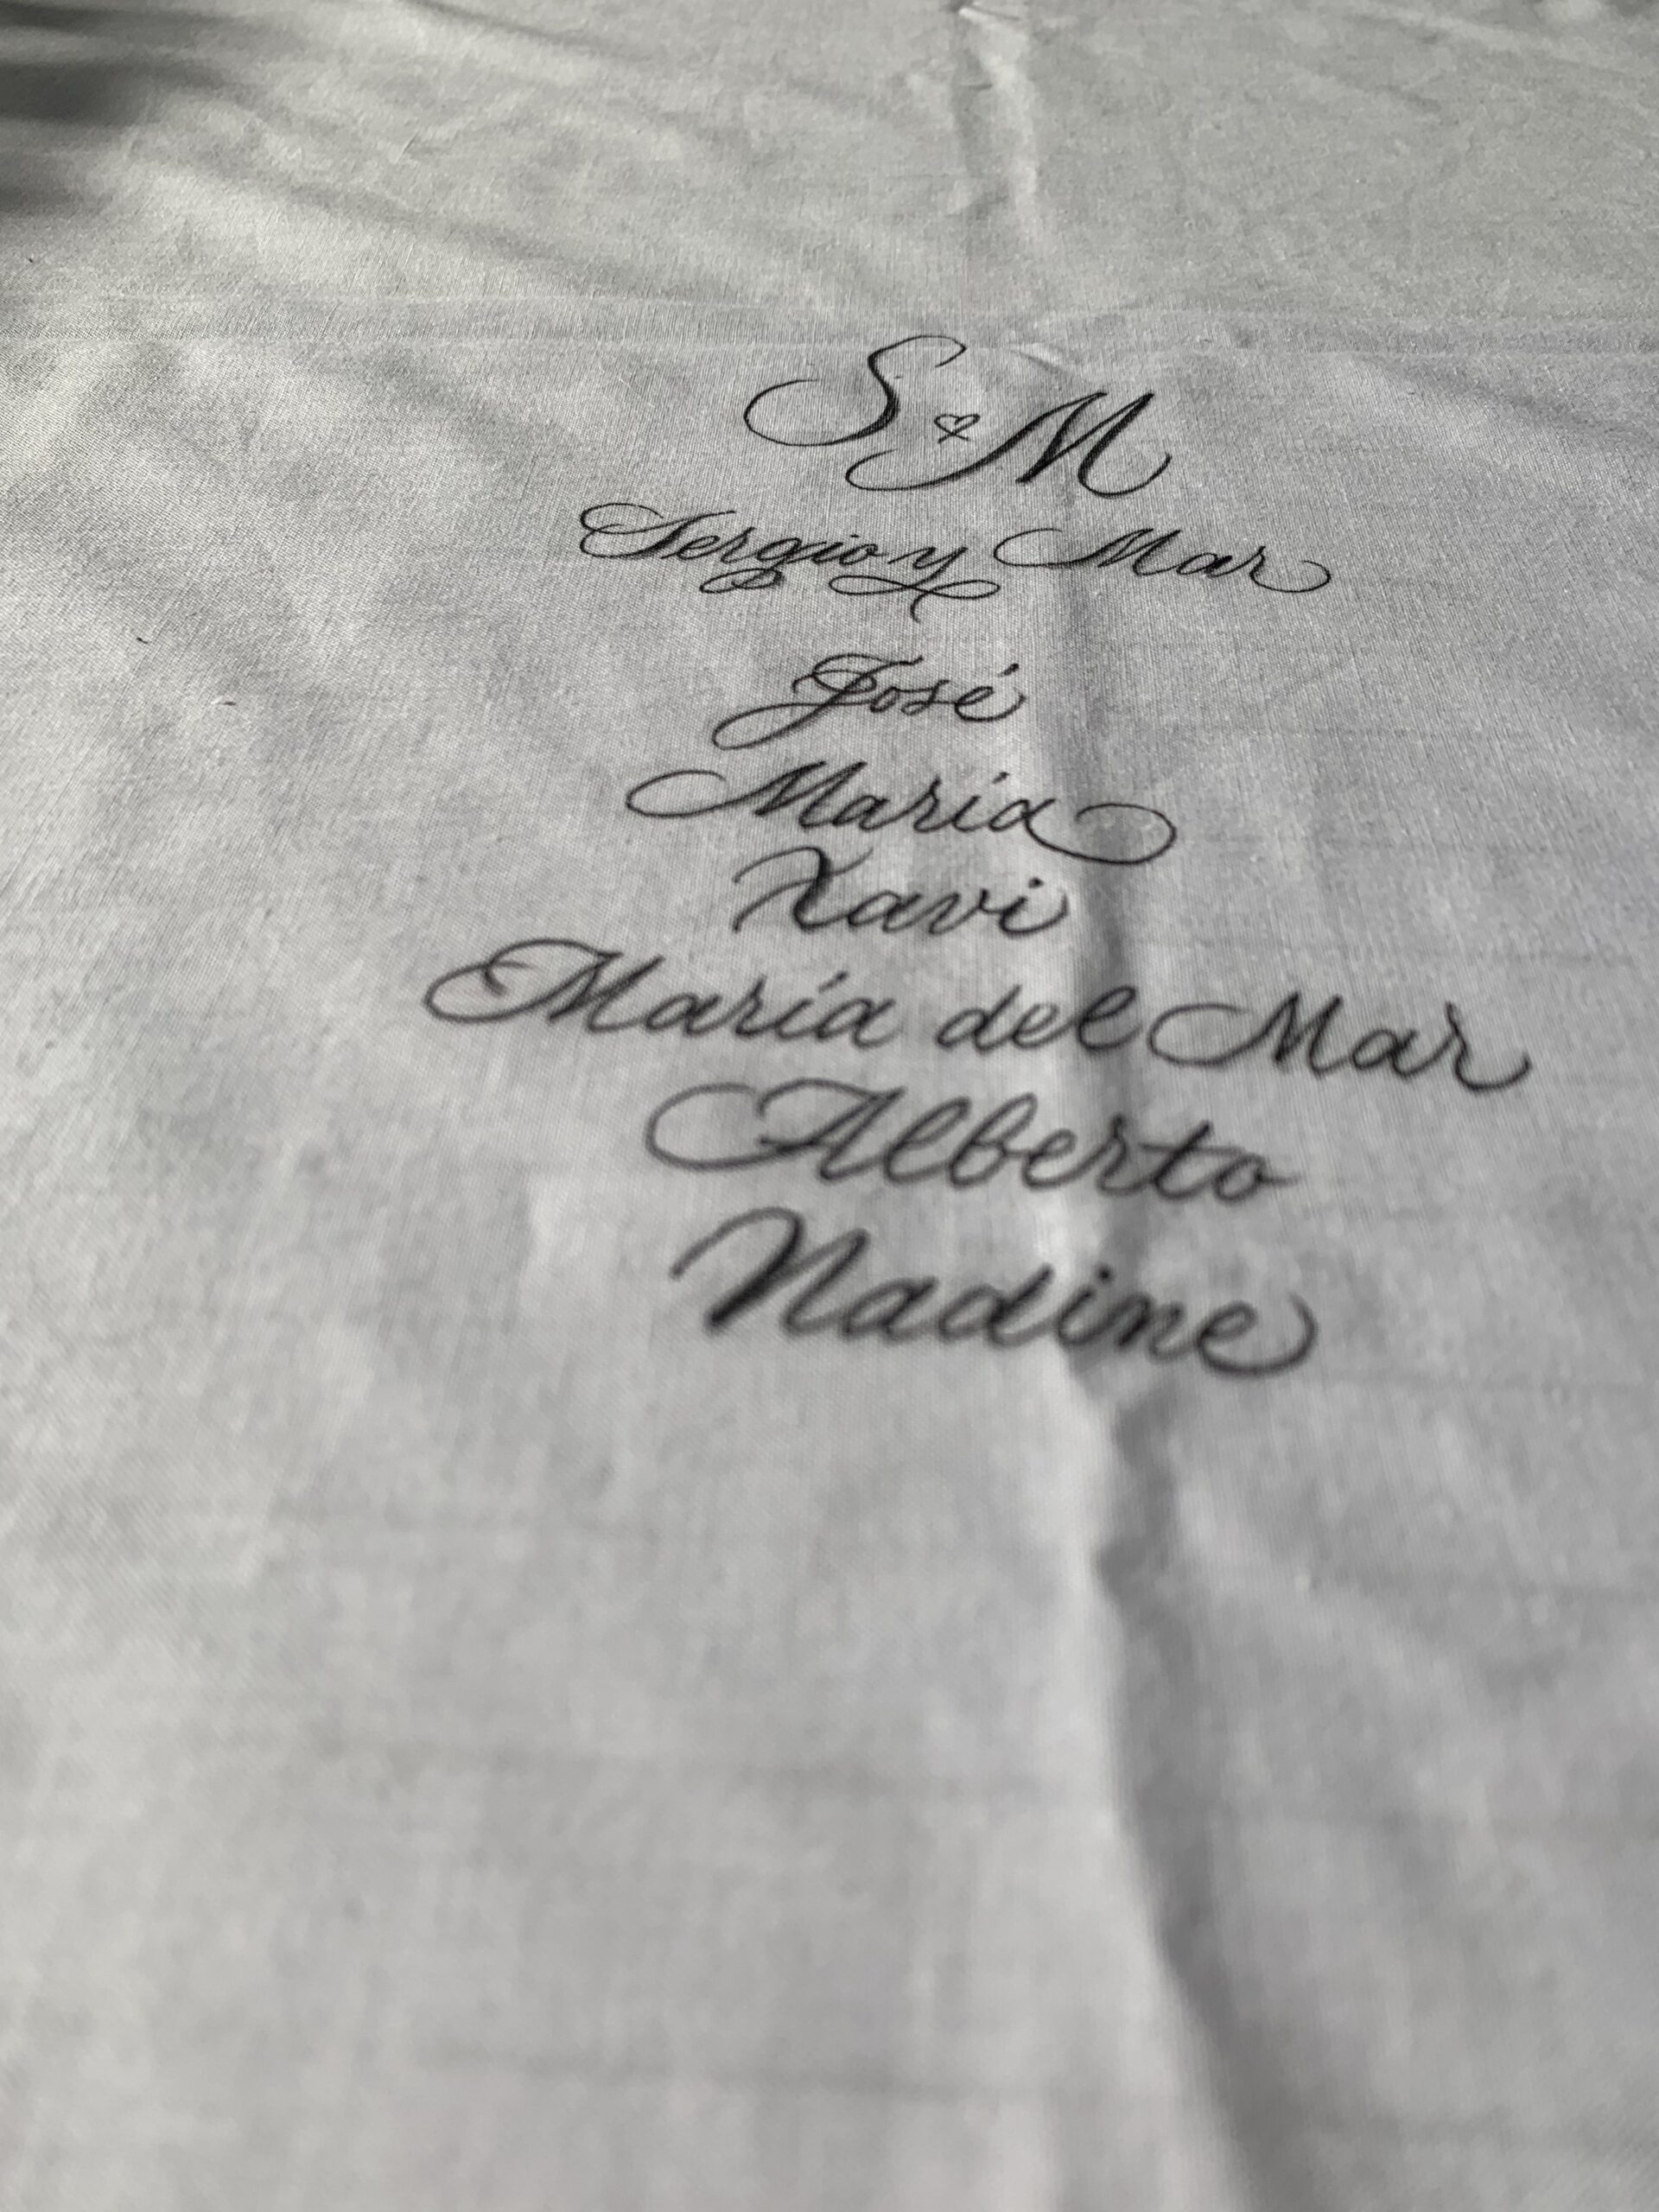 S ♡ M
Sergio y Mar
José
María
Xavi
María del Mar
Alberto
Nadine